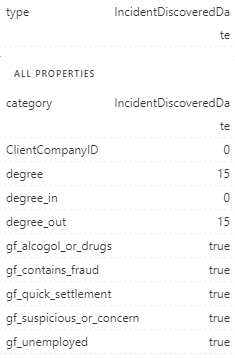 type IncidentDiscoveredDa
te
ALL PROPERTIES
category IncidentDiscoveredDa
te
ClientCompanyID 0
degree 15
degree_in 0
degree_out 15
gf_alcogol_or_drugs true
gf_contains_fraud true
gf_quick_settlement true
gf_suspicious_or_concern true
gf_unemployed true